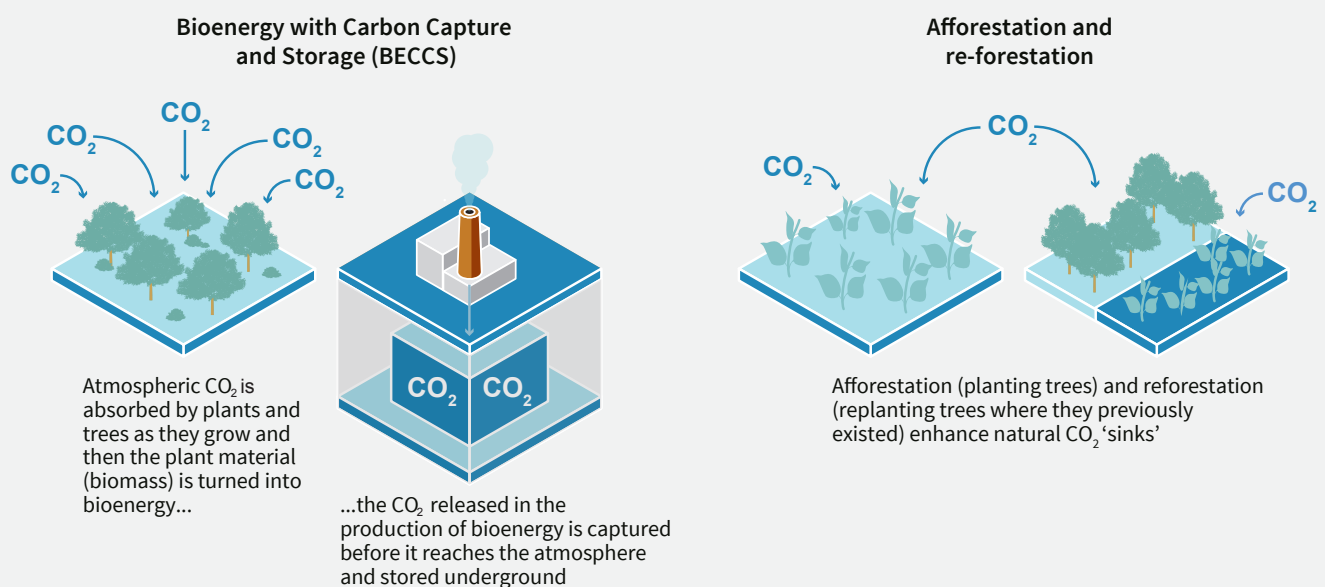 Bioenergy with Carbon Capture
and Storage (BECCS)
CO₂
CO₂
CO₂
CO₂
CO₂
CO₂
CO₂
Atmospheric CO₂ is
absorbed by plants and
trees as they grow and
then the plant material
(biomass) is turned into
bioenergy...
...the CO₂ released in the
production of bioenergy is captured
before it reaches the atmosphere
and stored underground
Afforestation and
re-forestation
CO₂
CO₂
CO₂
Afforestation (planting trees) and reforestation
(replanting trees where they previously
existed) enhance natural CO₂ ‘sinks’